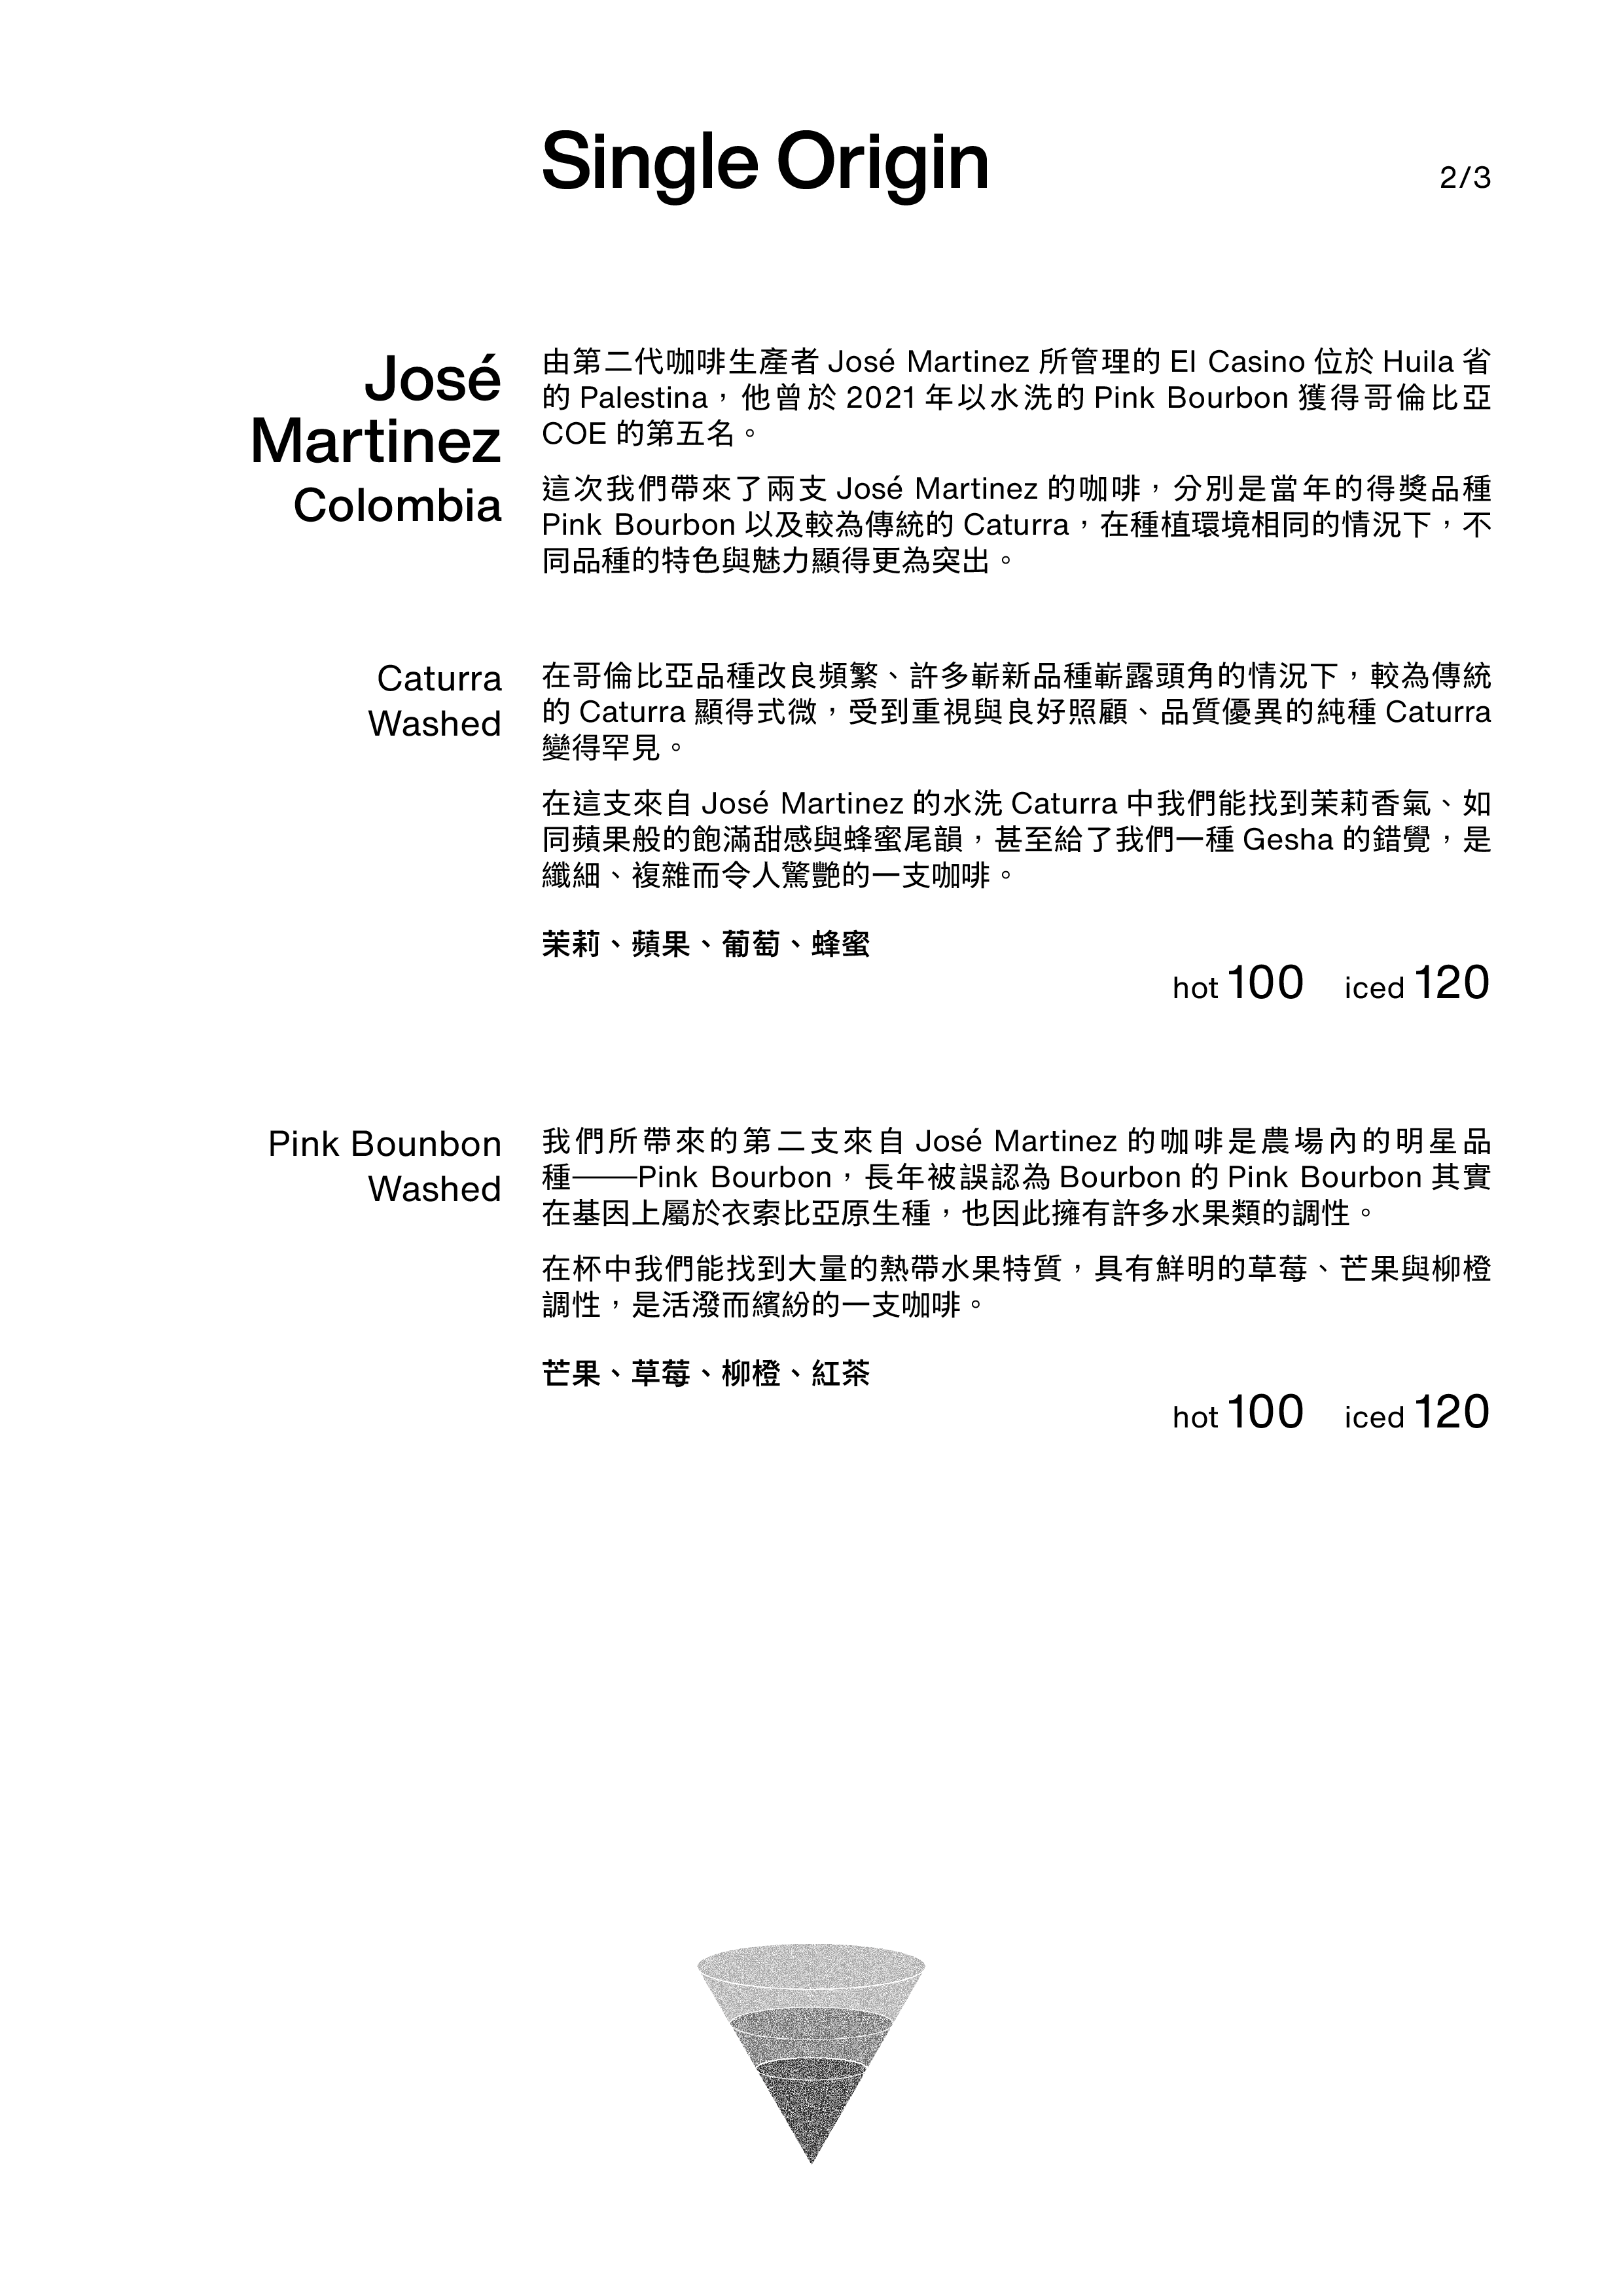 Single Origin
2/3
José
Martinez
Colombia
由第二代咖啡生產者 José Martinez 所管理的 El Casino 位於 Huila 省
的 Palestina，他曾於 2021 年以水洗的 Pink Bourbon 獲得哥倫比亞
COE 的第五名。
這次我們帶來了兩支 José Martinez 的咖啡，分別是當年的得獎品種
Pink Bourbon 以及較為傳統的 Caturra，在種植環境相同的情況下，不
同品種的特色與魅力顯得更為突出。
Caturra
Washed
在哥倫比亞品種改良頻繁、許多嶄新品種嶄露頭角的情況下，較為傳統
的 Caturra 顯得式微，受到重視與良好照顧、品質優異的純種 Caturra
變得罕見。
在這支來自 José Martinez 的水洗 Caturra 中我們能找到茉莉香氣、如
同蘋果般的飽滿甜感與蜂蜜尾韻，甚至給了我們一種 Gesha 的錯覺，是
纖細、複雜而令人驚艷的一支咖啡。
茉莉、蘋果、葡萄、蜂蜜
hot 100 iced 120
Pink Bounbon
Washed
我們所帶來的第二支來自 José Martinez 的咖啡是農場內的明星品
種——Pink Bourbon，長年被誤認為 Bourbon 的 Pink Bourbon 其實
在基因上屬於衣索比亞原生種，也因此擁有許多水果類的調性。
在杯中我們能找到大量的熱帶水果特質，具有鮮明的草莓、芒果與柳橙
調性，是活潑而繽紛的一支咖啡。
芒果、草莓、柳橙、紅茶
hot 100 iced 120